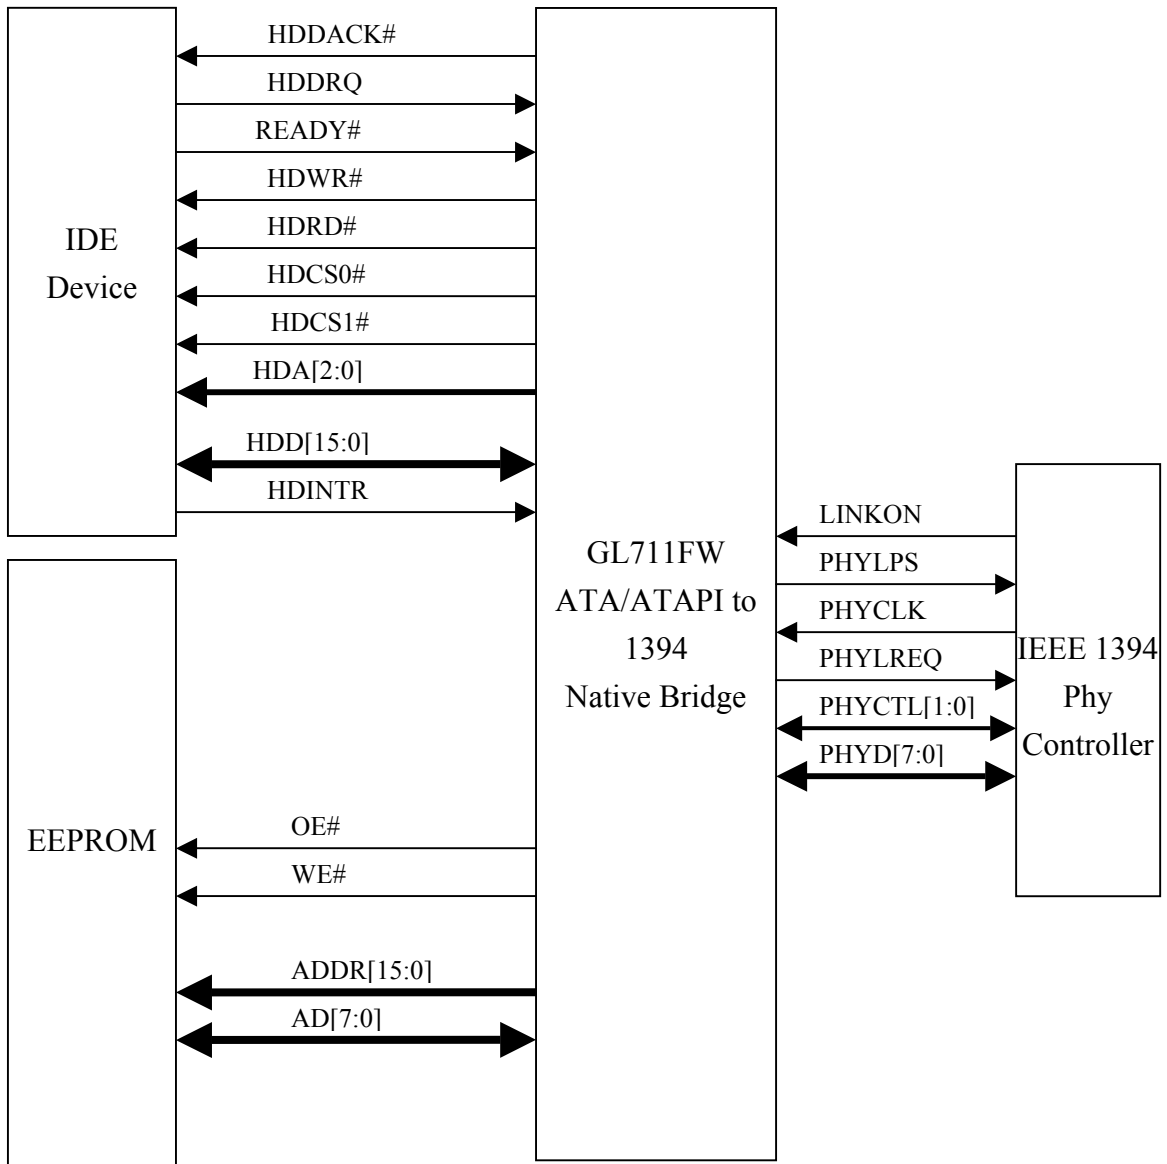 HDDACK#
HDDRQ
READY#
HDWR#
HDRD#
HDCS0#
HDCS1#
HDA[2:0]
HDD[15:0]
HDINTR
IDE
Device
GL711FW
ATA/ATAPI to
1394
Native Bridge
LINKON
PHYLPS
PHYCLK
PHYLREQ
PHYCTL[1:0]
PHYD[7:0]
IEEE 1394
Phy
Controller
EEPROM
OE#
WE#
ADDR[15:0]
AD[7:0]